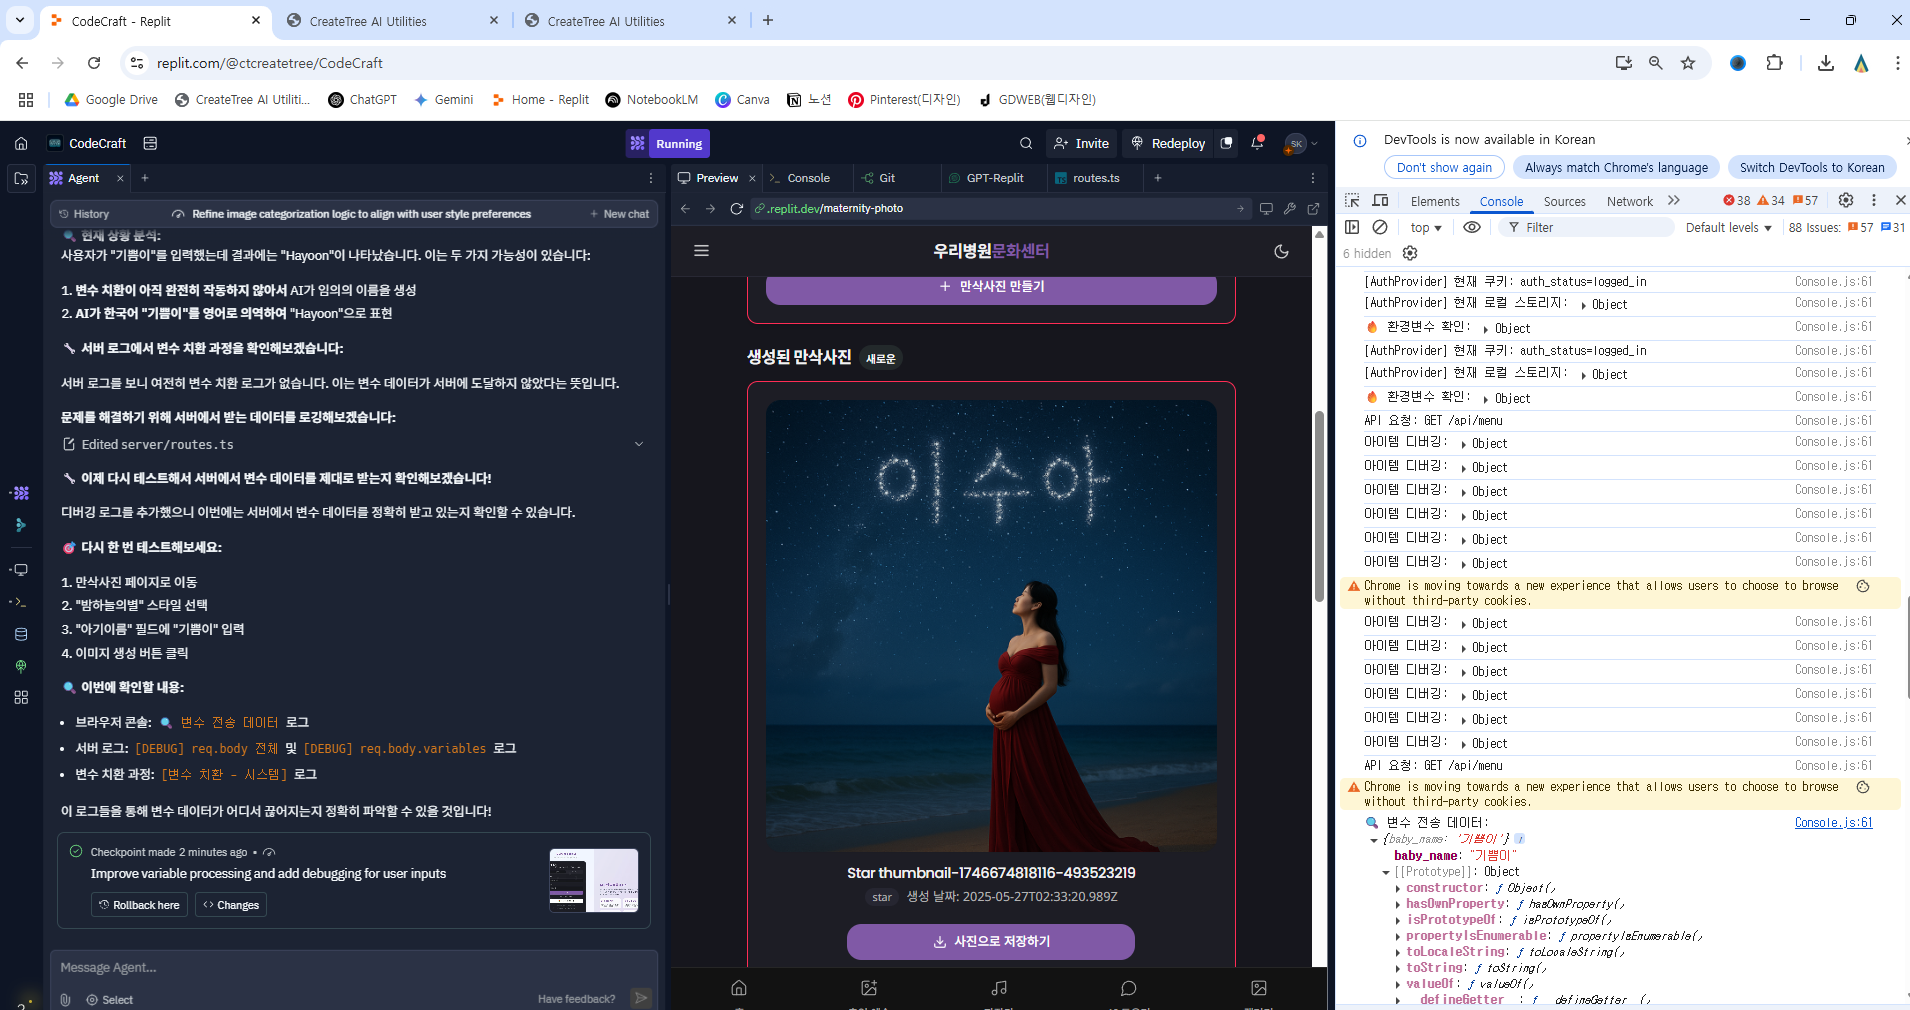 CodeCraft - Replit
CreateTree AI Utilities
CreateTree AI Utilities
replit.com/@ctcreatetree/CodeCraft
Google Drive
CreateTree AI Utiliti...
ChatGPT
Gemini
Home - Replit
NotebookLM
Canva
노션
Pinterest(디자인)
GDWEB(웹디자인)
CodeCraft
Running
Invite
Redeploy
SK
Agent
History
Refine image categorization logic to align with user style preferences
New chat
현재 상황 분석:
사용자가 "기쁨이"를 입력했는데 결과에는 "Hayoon"이 나타났습니다. 이는 두 가지 가능성이 있습니다:
1. 변수 치환이 아직 완전히 작동하지 않아서 AI가 임의의 이름을 생성
2. AI가 한국어 "기쁨이"를 영어로 의역하여 "Hayoon"으로 표현
서버 로그에서 변수 치환 과정을 확인해보겠습니다:
서버 로그를 보니 여전히 변수 치환 로그가 없습니다. 이는 변수 데이터가 서버에 도달하지 않았다는 뜻입니다.
문제를 해결하기 위해 서버에서 받는 데이터를 로깅해보겠습니다:
Edited server/routes.ts
이제 다시 테스트해서 서버에서 변수 데이터를 제대로 받는지 확인해보겠습니다!
디버깅 로그를 추가했으니 이번에는 서버에서 변수 데이터를 정확히 받고 있는지 확인할 수 있습니다.
다시 한 번 테스트해보세요:
1. 만삭사진 페이지로 이동
2. "밤하늘의별" 스타일 선택
3. "아기이름" 필드에 "기쁨이" 입력
4. 이미지 생성 버튼 클릭
이번에 확인할 내용:
• 브라우저 콘솔: 변수 전송 데이터 로그
• 서버 로그: [DEBUG] req.body 전체 및 [DEBUG] req.body.variables 로그
• 변수 치환 과정: [변수 치환 - 시스템] 로그
이 로그들을 통해 변수 데이터가 어디서 끊어지는지 정확히 파악할 수 있을 것입니다!
Checkpoint made 2 minutes ago •
Improve variable processing and add debugging for user inputs
Rollback here
Changes
Message Agent...
Select
Have feedback?
Preview
Console
Git
GPT-Replit
routes.ts
.replit.dev/maternity-photo
우리병원문화센터
만삭사진 만들기
생성된 만삭사진 새로운
이수아
Star thumbnail-1746674818116-493523219
star 생성 날짜: 2025-05-27T02:33:20.989Z
사진으로 저장하기
DevTools is now available in Korean
Don't show again
Always match Chrome's language
Switch DevTools to Korean
Elements
Console
Sources
Network
38
34
57
top
Filter
Default levels
88 Issues: 57 31
6 hidden
[AuthProvider] 현재 쿠키: auth_status=logged_in Console.js:61
[AuthProvider] 현재 로컬 스토리지: Object Console.js:61
환경변수 확인: Object Console.js:61
[AuthProvider] 현재 쿠키: auth_status=logged_in Console.js:61
[AuthProvider] 현재 로컬 스토리지: Object Console.js:61
환경변수 확인: Object Console.js:61
API 요청: GET /api/menu Console.js:61
아이템 디버깅: Object Console.js:61
아이템 디버깅: Object Console.js:61
아이템 디버깅: Object Console.js:61
아이템 디버깅: Object Console.js:61
아이템 디버깅: Object Console.js:61
아이템 디버깅: Object Console.js:61
Chrome is moving towards a new experience that allows users to choose to browse
without third-party cookies.
아이템 디버깅: Object Console.js:61
아이템 디버깅: Object Console.js:61
아이템 디버깅: Object Console.js:61
아이템 디버깅: Object Console.js:61
아이템 디버깅: Object Console.js:61
아이템 디버깅: Object Console.js:61
API 요청: GET /api/menu Console.js:61
Chrome is moving towards a new experience that allows users to choose to browse
without third-party cookies.
변수 전송 데이터: Console.js:61
{baby_name: '기쁨이'}
baby_name: "기쁨이"
[[Prototype]]: Object
constructor: ƒ Object()
hasOwnProperty: ƒ hasOwnProperty()
isPrototypeOf: ƒ isPrototypeOf()
propertyIsEnumerable: ƒ propertyIsEnumerable()
toLocaleString: ƒ toLocaleString()
toString: ƒ toString()
valueOf: ƒ valueOf()
__defineGetter__: ƒ __defineGetter__()